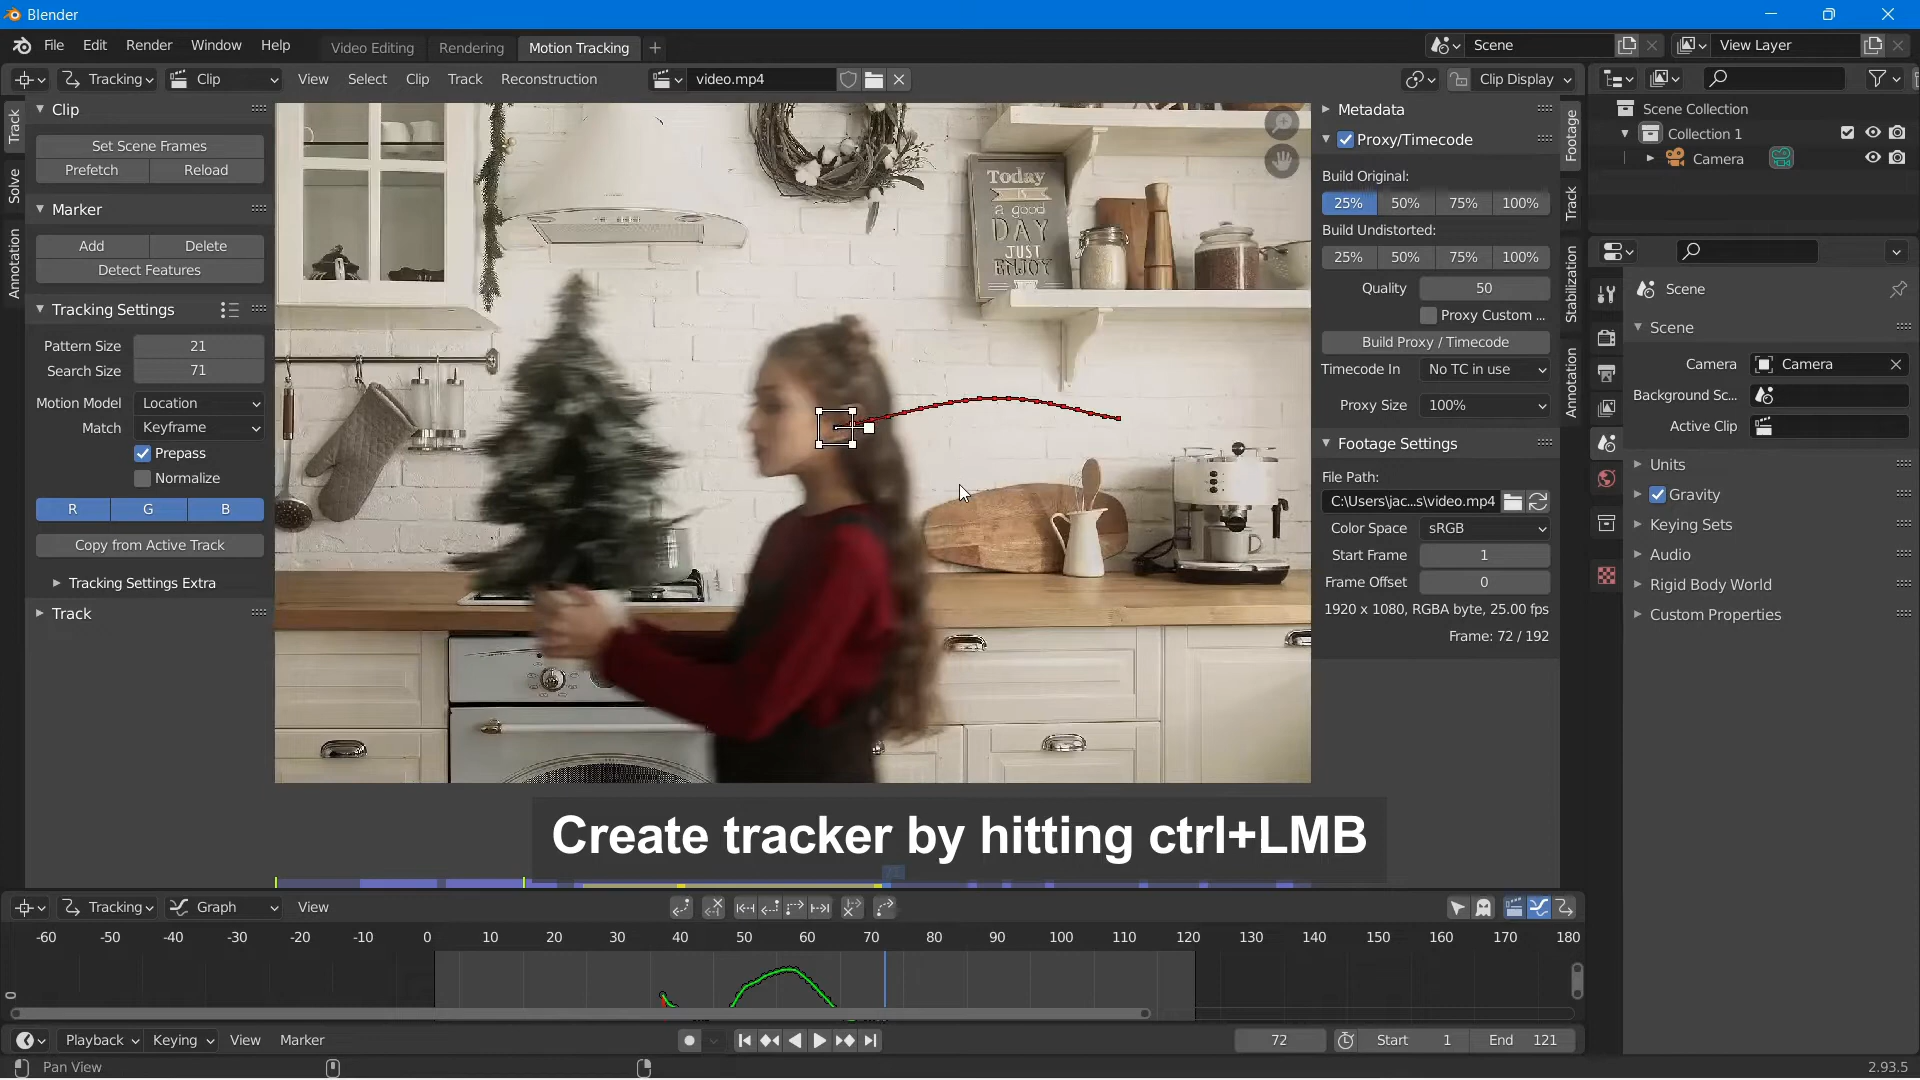 Blender
File Edit Render Window Help Video Editing Rendering Motion Tracking + Scene View Layer
Tracking Clip View Select Clip Track Reconstruction video.mp4 Clip Display
Track
Solve
Annotation
Clip
Set Scene Frames
Prefetch Reload
Marker
Add Delete
Detect Features
Tracking Settings
Pattern Size 21
Search Size 71
Motion Model Location
Match Keyframe
Prepass
Normalize
R G B
Copy from Active Track
Tracking Settings Extra
Track
Today
IS
a good
DAY
JUST
ENJOY
Metadata
Proxy/Timecode
Build Original:
25% 50% 75% 100%
Build Undistorted:
25% 50% 75% 100%
Quality 50
Proxy Custom ...
Build Proxy / Timecode
Timecode In No TC in use
Proxy Size 100%
Footage Settings
File Path:
C:\Users\jac...s\video.mp4
Color Space sRGB
Start Frame 1
Frame Offset 0
1920 x 1080, RGBA byte, 25.00 fps
Frame: 72 / 192
Footage
Track
Stabilization
Annotation
Scene Collection
Collection 1
Camera
Scene
Scene
Camera Camera
Background Sc...
Active Clip
Units
Gravity
Keying Sets
Audio
Rigid Body World
Custom Properties
Create tracker by hitting ctrl+LMB
Tracking Graph View
-60 -50 -40 -30 -20 -10 0 10 20 30 40 50 60 70 80 90 100 110 120 130 140 150 160 170 180
0
Playback Keying View Marker 72 Start 1 End 121
Pan View 2.93.5